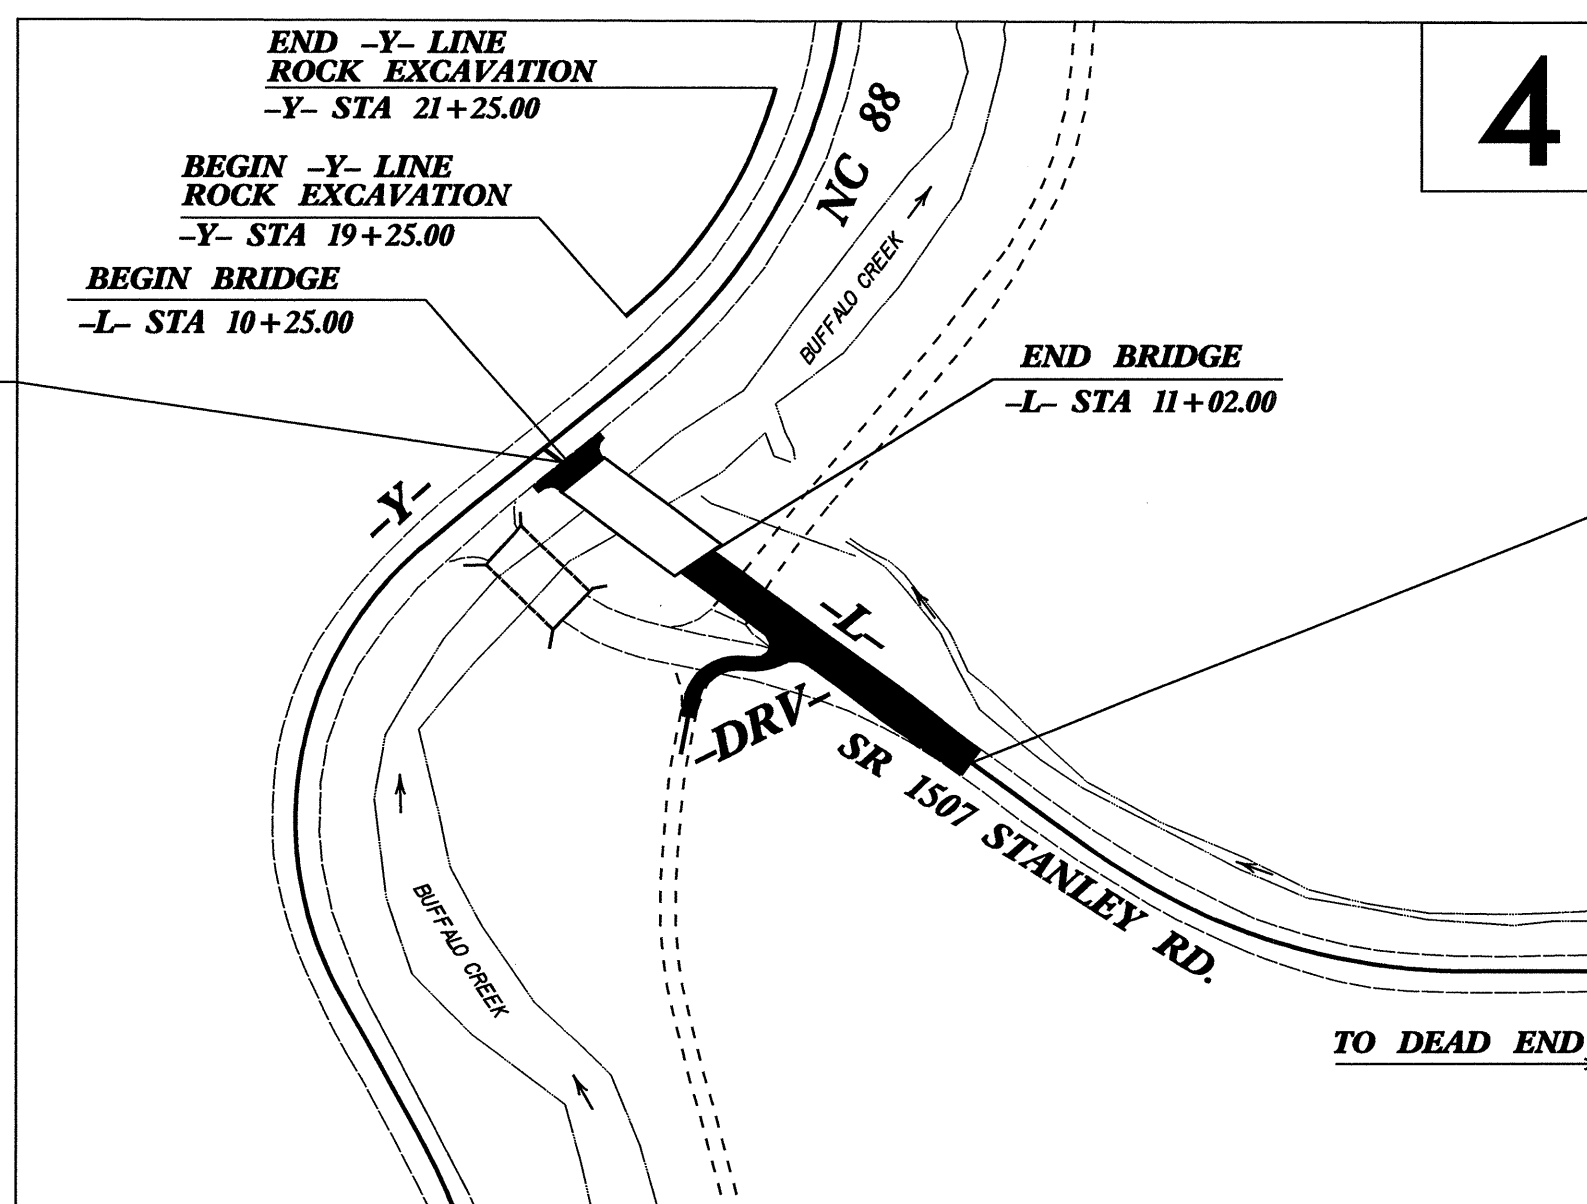 END -Y- LINE
ROCK EXCAVATION
-Y- STA 21+25.00
4
BEGIN -Y- LINE
ROCK EXCAVATION
-Y- STA 19+25.00
NC 88
BEGIN BRIDGE
-L- STA 10+25.00
BUFFALO CREEK
END BRIDGE
-L- STA 11+02.00
-Y-
-L-
-DRV-
SR 1507 STANLEY RD.
BUFFALO CREEK
TO DEAD END